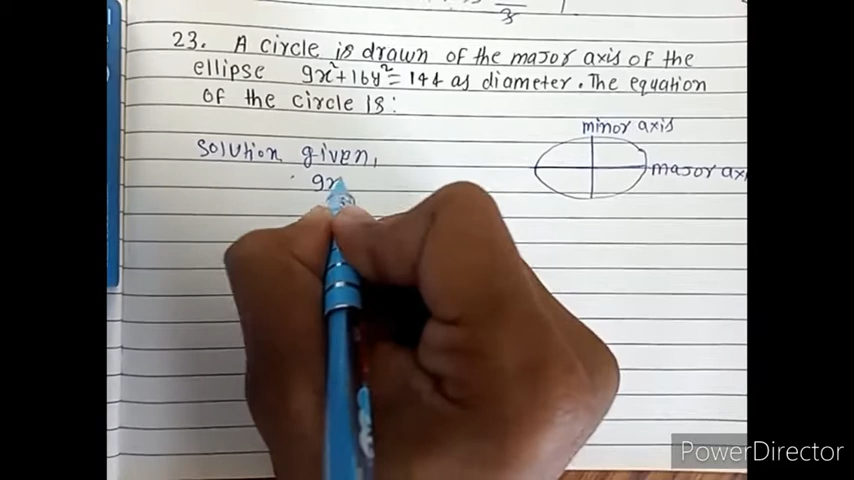 23. A circle is drawn of the major axis of the
ellipse 9x²+16y²=144 as diameter. The equation
of the circle is:
minor axis
major ax
Solution given,
9x
PowerDirector